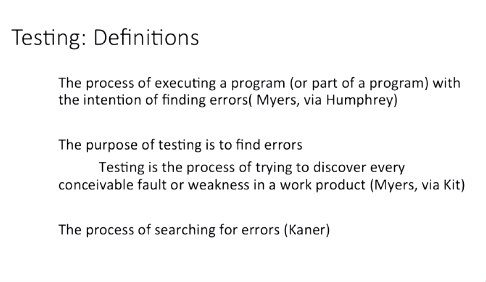 Testing: Definitions
The process of executing a program (or part of a program) with
the intention of finding errors( Myers, via Humphrey)
The purpose of testing is to find errors
Testing is the process of trying to discover every
conceivable fault or weakness in a work product (Myers, via Kit)
The process of searching for errors (Kaner)